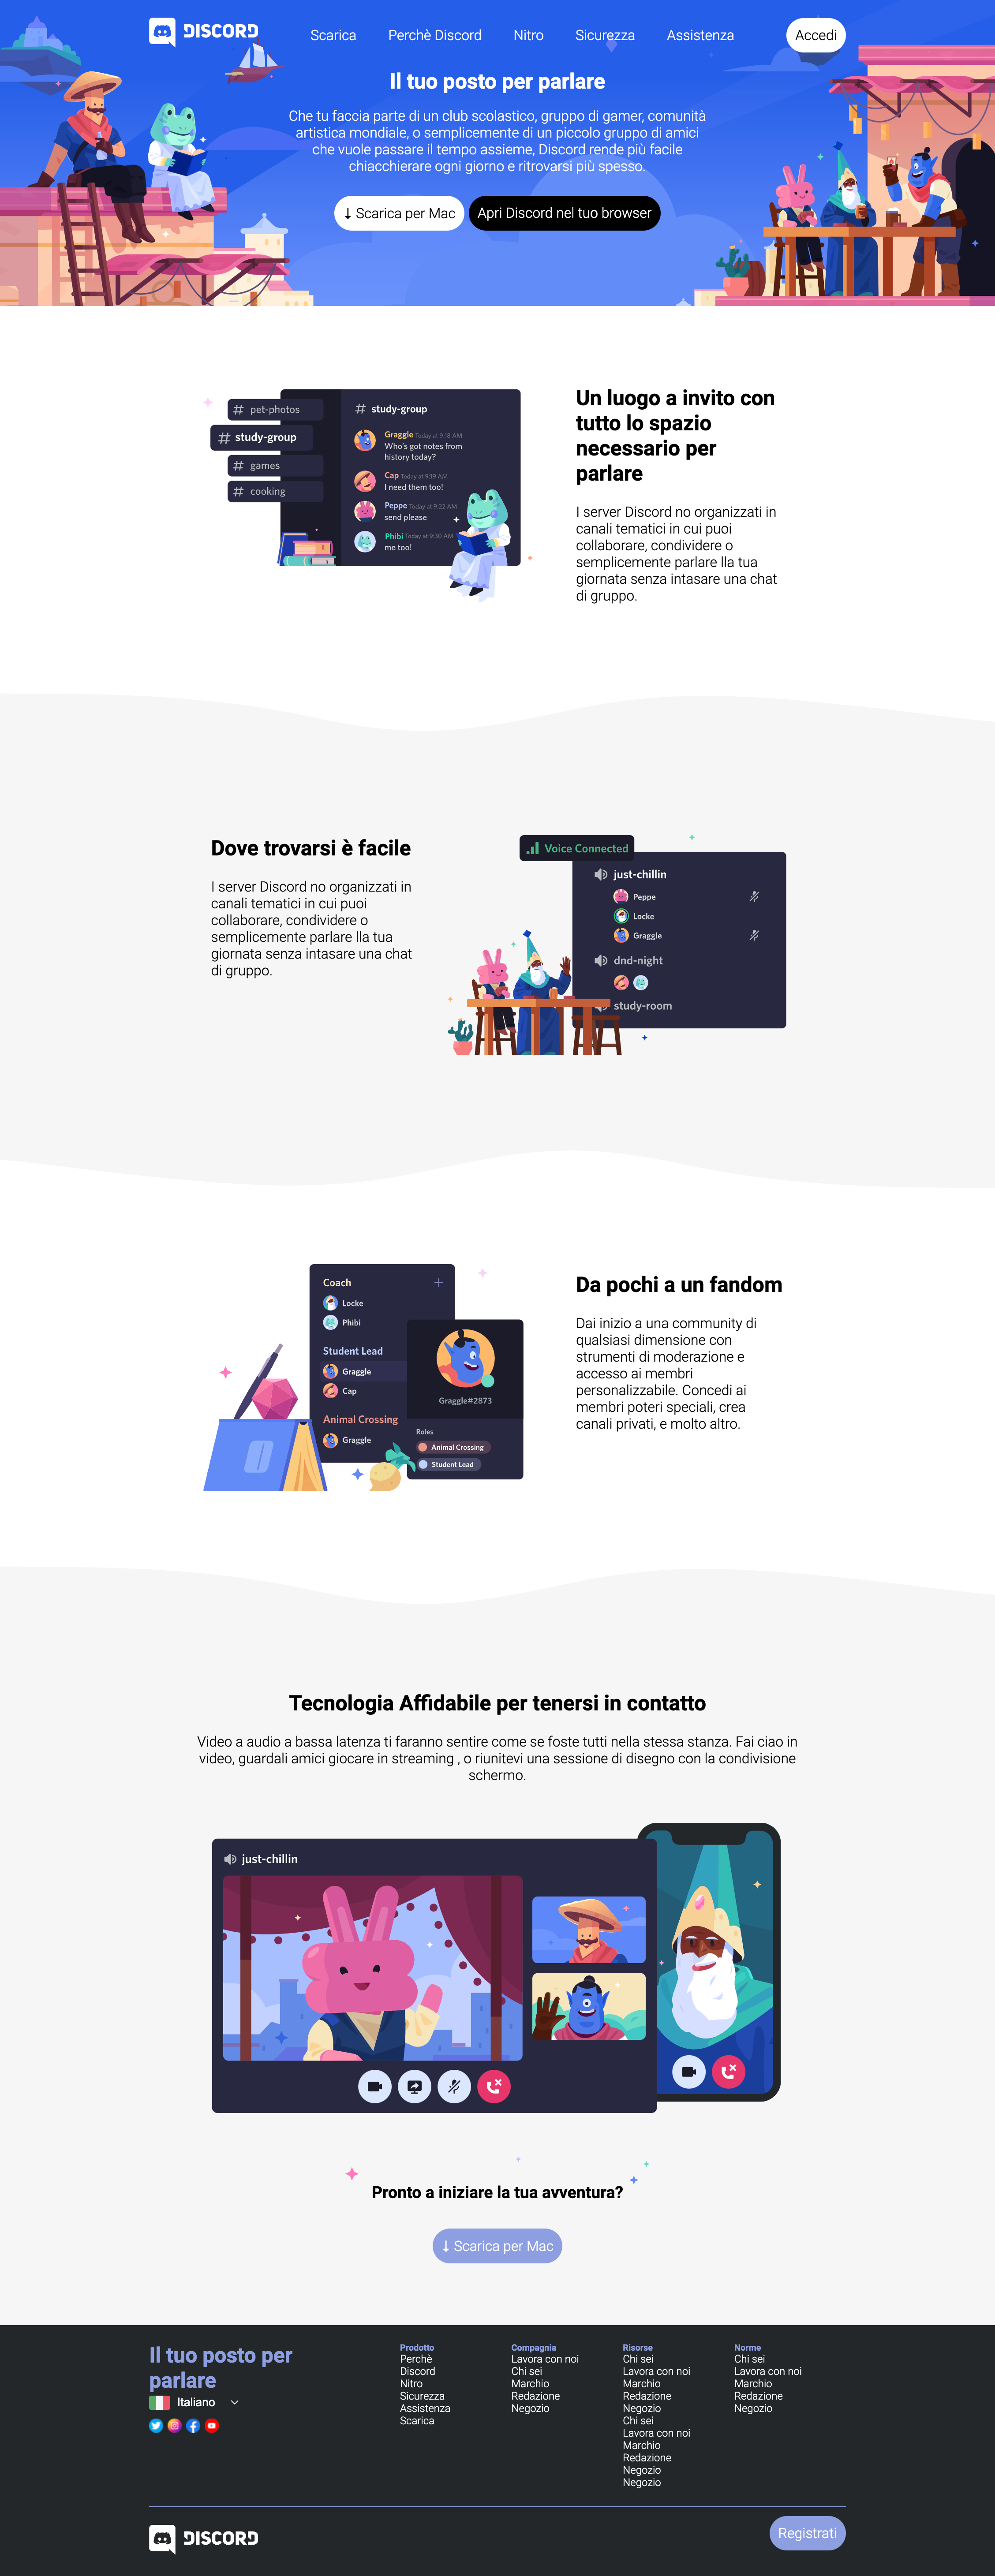 DISCORD
Scarica Perchè Discord Nitro Sicurezza Assistenza Accedi
Il tuo posto per parlare
Che tu faccia parte di un club scolastico, gruppo di gamer, comunità
artistica mondiale, o semplicemente di un piccolo gruppo di amici
che vuole passare il tempo assieme, Discord rende più facile
chiacchierare ogni giorno e ritrovarsi più spesso.
Scarica per Mac
Apri Discord nel tuo browser
# pet-photos
# study-group
# games
# cooking
# study-group
Graggle Today at 9:18 AM
Who's got notes from
history today?
Cap Today at 9:19 AM
I need them too!
Peppe Today at 9:22 AM
send please
Phibi Today at 9:30 AM
me too!
Un luogo a invito con
tutto lo spazio
necessario per
parlare
I server Discord no organizzati in
canali tematici in cui puoi
collaborare, condividere o
semplicemente parlare lla tua
giornata senza intasare una chat
di gruppo.
Dove trovarsi è facile
I server Discord no organizzati in
canali tematici in cui puoi
collaborare, condividere o
semplicemente parlare lla tua
giornata senza intasare una chat
di gruppo.
Voice Connected
just-chillin
Peppe
Locke
Graggle
dnd-night
study-room
Coach
Locke
Phibi
Student Lead
Graggle
Cap
Animal Crossing
Graggle
Graggle#2873
Roles
Animal Crossing
Student Lead
Da pochi a un fandom
Dai inizio a una community di
qualsiasi dimensione con
strumenti di moderazione e
accesso ai membri
personalizzabile. Concedi ai
membri poteri speciali, crea
canali privati, e molto altro.
Tecnologia Affidabile per tenersi in contatto
Video a audio a bassa latenza ti faranno sentire come se foste tutti nella stessa stanza. Fai ciao in
video, guardali amici giocare in streaming , o riunitevi una sessione di disegno con la condivisione
schermo.
just-chillin
Pronto a iniziare la tua avventura?
Scarica per Mac
Il tuo posto per
parlare
Italiano
Prodotto
Perchè
Discord
Nitro
Sicurezza
Assistenza
Scarica
Compagnia
Lavora con noi
Chi sei
Marchio
Redazione
Negozio
Risorse
Chi sei
Lavora con noi
Marchio
Redazione
Negozio
Chi sei
Lavora con noi
Marchio
Redazione
Negozio
Negozio
Norme
Chi sei
Lavora con noi
Marchio
Redazione
Negozio
DISCORD
Registrati